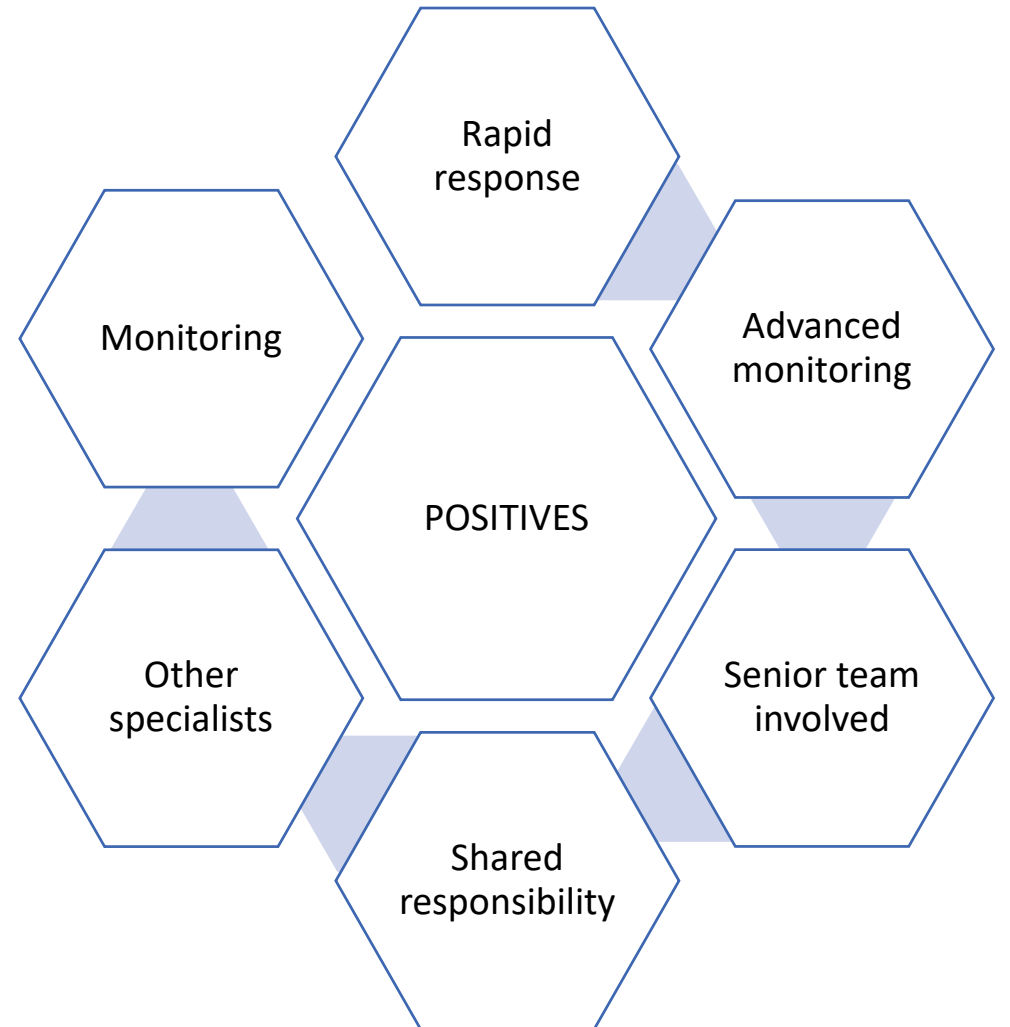 Rapid
response
Advanced
monitoring
Senior team
involved
Shared
responsibility
Other
specialists
Monitoring
POSITIVES